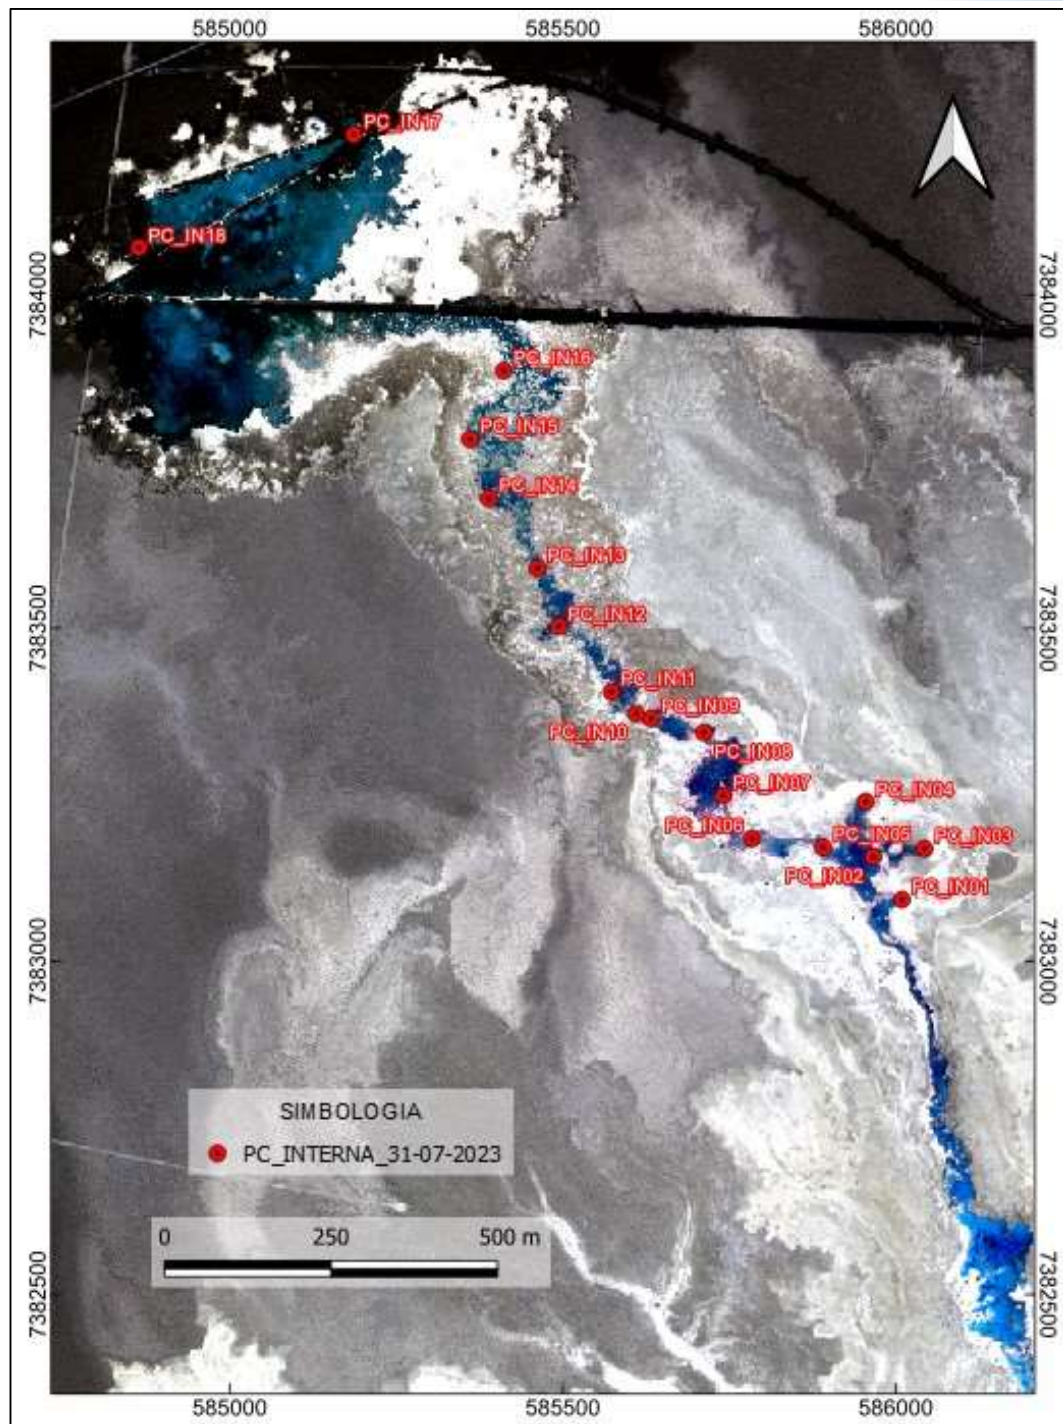 585000
585500
586000
PC_IN17
PC_IN18
7384000
7384000
PC_IN16
PC_IN15
PC_IN14
PC_IN13
7383500
7383500
PC_IN12
PC_IN11
PC_IN09
PC_IN10
PC_IN08
PC_IN07
PC_IN04
PC_IN06
PC_IN05
PC_IN03
PC_IN02
PC_IN01
7383000
7383000
SIMBOLOGIA
PC_INTERNA_31-07-2023
0
250
500 m
7382500
7382500
585000
585500
586000